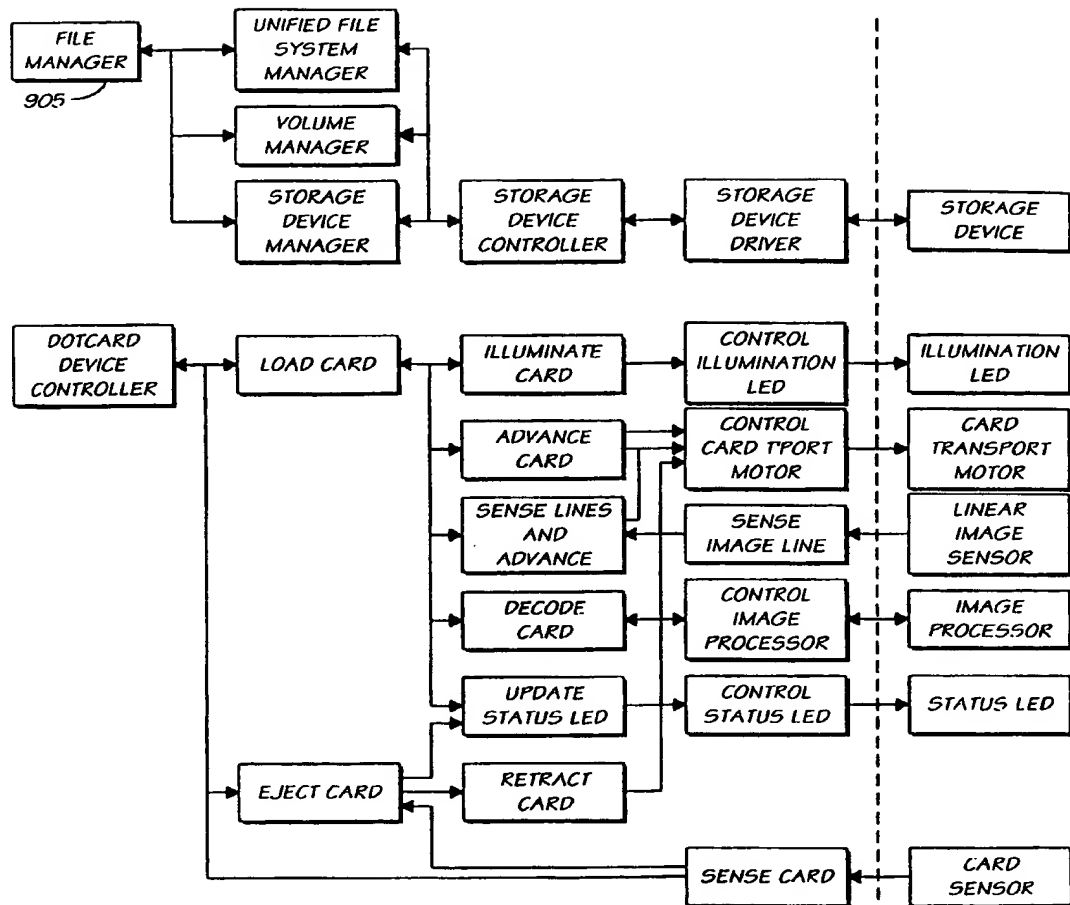 FILE
MANAGER
905
UNIFIED FILE
SYSTEM
MANAGER
VOLUME
MANAGER
STORAGE
DEVICE
MANAGER
STORAGE
DEVICE
CONTROLLER
STORAGE
DEVICE
DRIVER
STORAGE
DEVICE
DOTCARD
DEVICE
CONTROLLER
LOAD CARD
ILLUMINATE
CARD
CONTROL
ILLUMINATION
LED
ILLUMINATION
LED
ADVANCE
CARD
CONTROL
CARD T'PORT
MOTOR
CARD
TRANSPORT
MOTOR
SENSE LINES
AND
ADVANCE
SENSE
IMAGE LINE
LINEAR
IMAGE
SENSOR
DECODE
CARD
CONTROL
IMAGE
PROCESSOR
IMAGE
PROCESSOR
UPDATE
STATUS LED
CONTROL
STATUS LED
STATUS LED
EJECT CARD
RETRACT
CARD
SENSE CARD
CARD
SENSOR